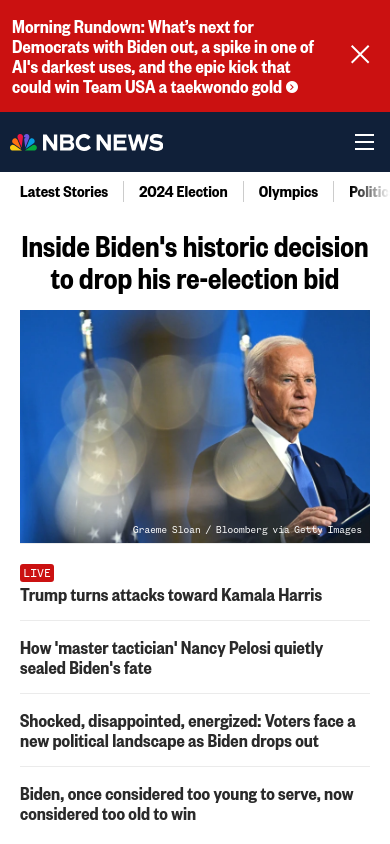 Morning Rundown: What’s next for
Democrats with Biden out, a spike in one of
AI's darkest uses, and the epic kick that
could win Team USA a taekwondo gold
NBC NEWS
Latest Stories
2024 Election
Olympics
Politic
Inside Biden's historic decision
to drop his re-election bid
Graeme Sloan / Bloomberg via Getty Images
LIVE
Trump turns attacks toward Kamala Harris
How 'master tactician' Nancy Pelosi quietly
sealed Biden's fate
Shocked, disappointed, energized: Voters face a
new political landscape as Biden drops out
Biden, once considered too young to serve, now
considered too old to win